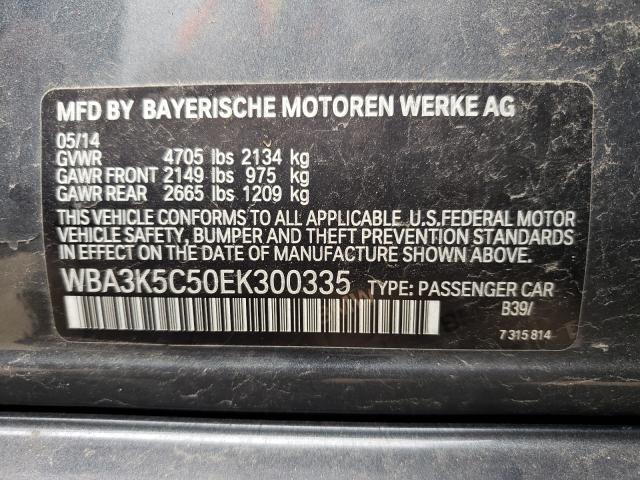 MFD BY BAYERISCHE MOTOREN WERKE AG
05/14
GVWR 4705 lbs 2134 kg
GAWR FRONT 2149 lbs 975 kg
GAWR REAR 2665 lbs 1209 kg
THIS VEHICLE CONFORMS TO ALL APPLICABLE U.S.FEDERAL MOTOR
VEHICLE SAFETY, BUMPER AND THEFT PREVENTION STANDARDS
IN EFFECT ON THE DATE OF MANUFACTURE SHOWN ABOVE.
WBA3K5C50EK300335 TYPE: PASSENGER CAR
B39/
7 315 814